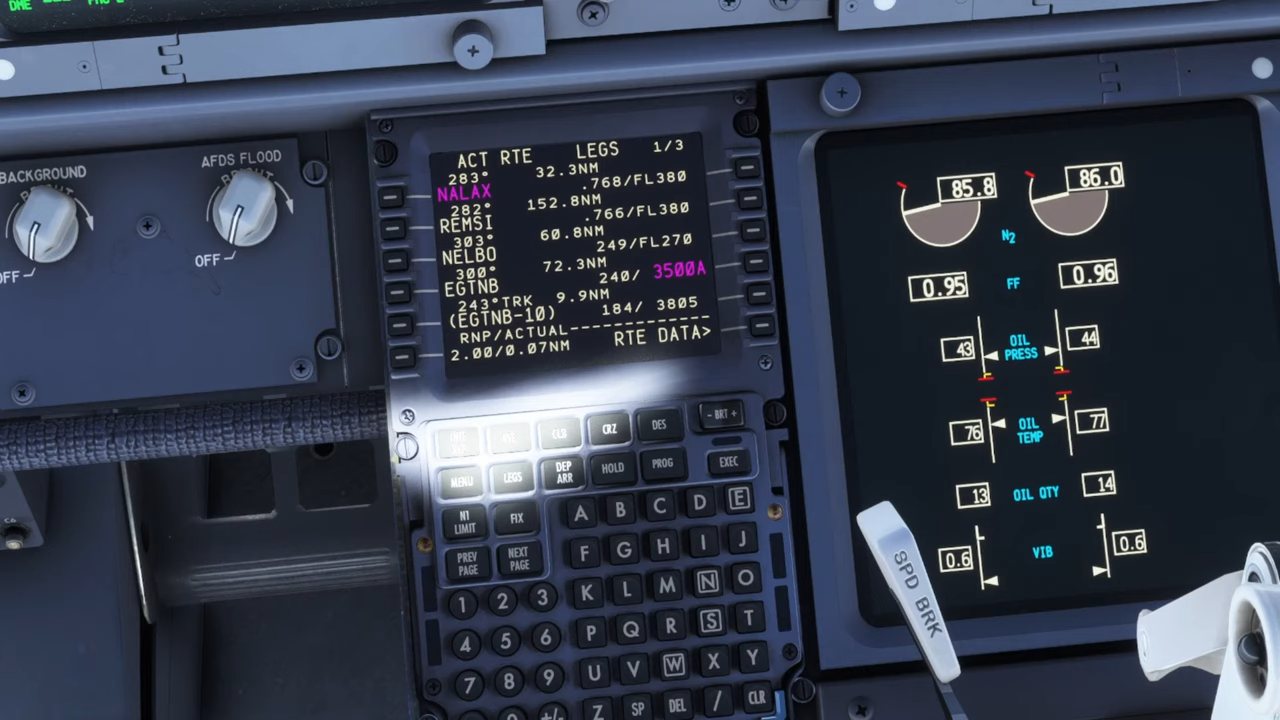 DME
BACKGROUND
OFF
AFDS FLOOD
BRIGHT
OFF
ACT RTE LEGS 1/3
283° 32.3NM
NALAX .768/FL380
282° 152.8NM
REMSI .766/FL380
303° 60.8NM
NELBO 249/FL270
300° 72.3NM
EGTNB 240/ 3500A
243°TRK 9.9NM
(EGTNB-10) 184/ 3805
RNP/ACTUAL--------------
2.00/0.07NM RTE DATA>
CLB CRZ DES - BRT +
MENU LEGS DEP ARR HOLD PROG EXEC
N1 LIMIT FIX
PREV PAGE NEXT PAGE
A B C D E
F G H I J
K L M N O
P Q R S T
U V W X Y
Z SP DEL / CLR
1 2 3
4 5 6
7 8 9
0 +/-
85.8 86.0
N2
0.95 FF 0.96
43 OIL PRESS 44
76 OIL TEMP 77
13 OIL QTY 14
0.6 VIB 0.6
SPD BRK